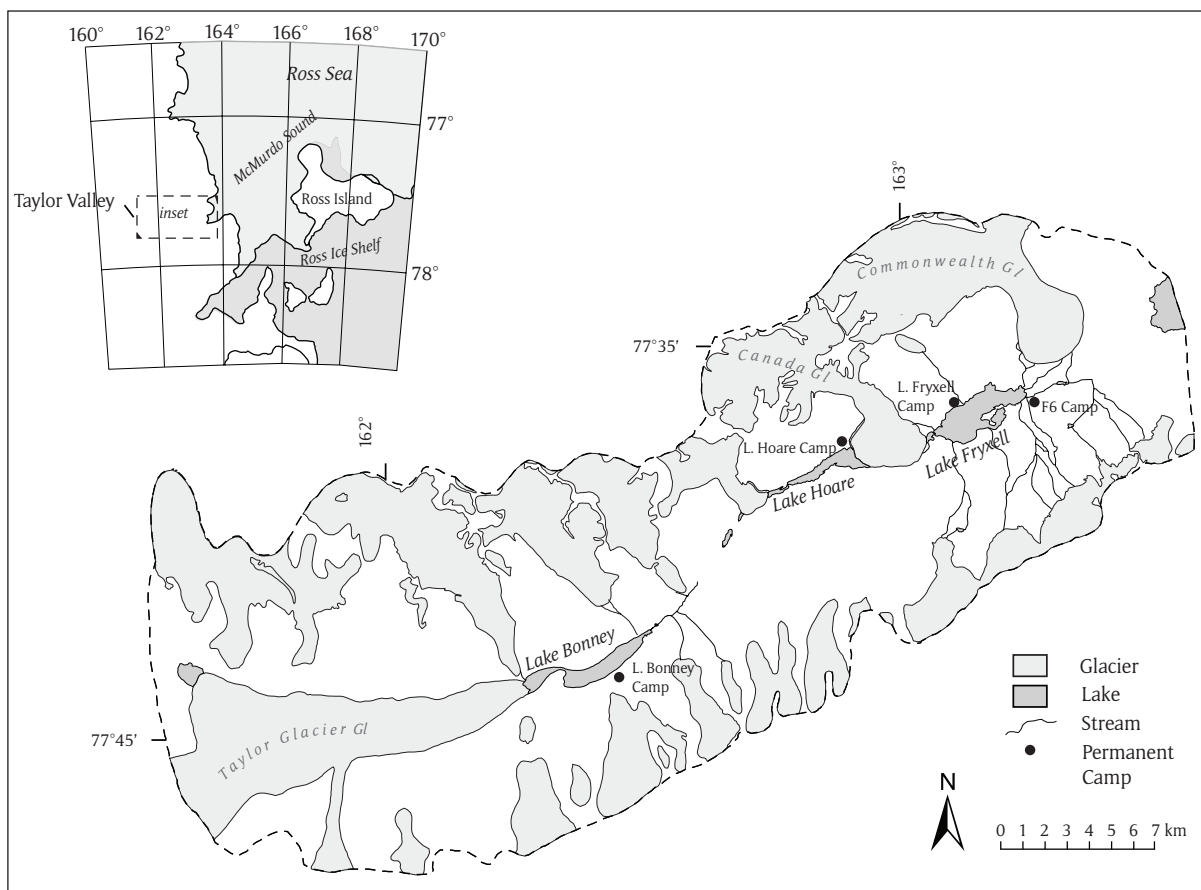 160° 162° 164° 166° 168° 170°
Ross Sea
77°
McMurdo Sound
Taylor Valley
inset
Ross Island
Ross Ice Shelf
78°
163°
Commonwealth Gl
77°35'
Canada Gl
L. Fryxell
Camp
F6 Camp
162°
L. Hoare Camp
Lake Fryxell
Lake Hoare
Lake Bonney
L. Bonney
Camp
Taylor Glacier Gl
77°45'
Glacier
Lake
Stream
Permanent
Camp
N
0 1 2 3 4 5 6 7 km